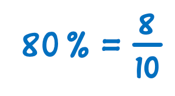 80 % = 8/10